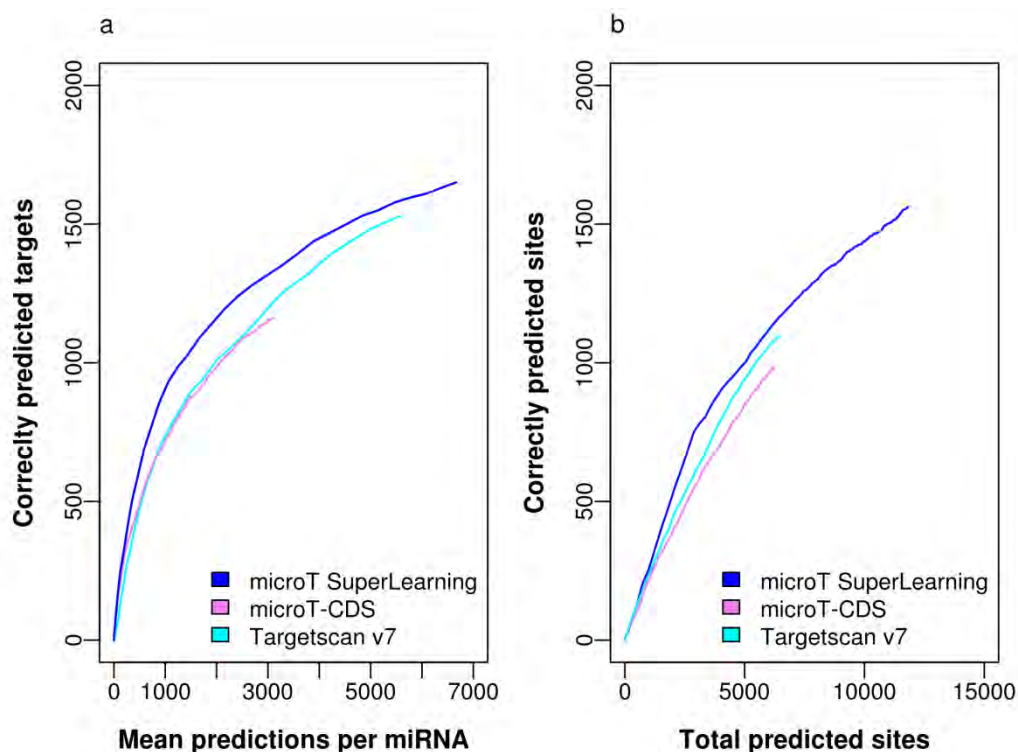 a
Correclty predicted targets
2000
1500
1000
500
0
0 1000 3000 5000 7000
Mean predictions per miRNA
microT SuperLearning
microT-CDS
Targetscan v7
b
Correctly predicted sites
2000
1500
1000
500
0
0 5000 10000 15000
Total predicted sites
microT SuperLearning
microT-CDS
Targetscan v7